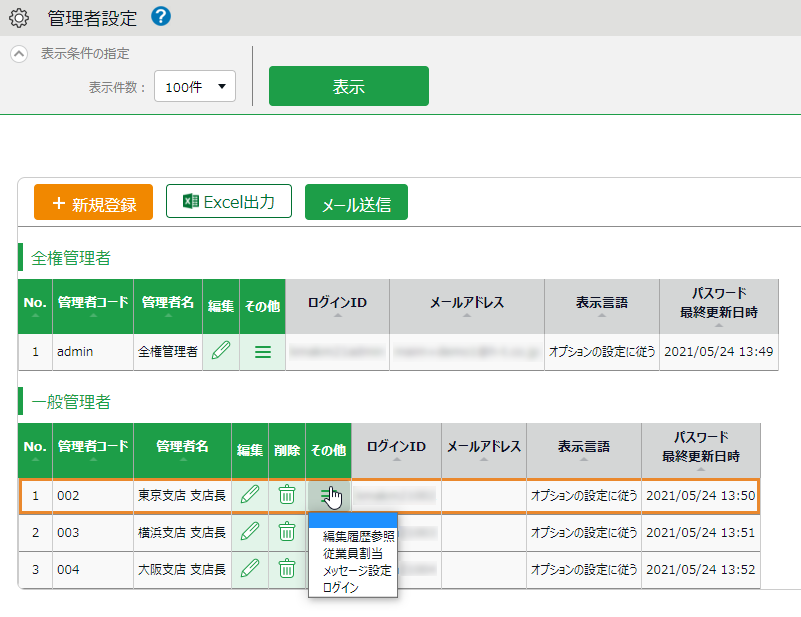 管理者設定 ?
表示条件の指定
表示件数: 100件 表示
+ 新規登録 Excel出力 メール送信
全権管理者
No. 管理者コード 管理者名 編集 その他 ログインID メールアドレス 表示言語 パスワード
最終更新日時
1 admin 全権管理者 オプションの設定に従う 2021/05/24 13:49
一般管理者
No. 管理者コード 管理者名 編集 削除 その他 ログインID メールアドレス 表示言語 パスワード
最終更新日時
1 002 東京支店 支店長 オプションの設定に従う 2021/05/24 13:50
2 003 横浜支店 支店長 オプションの設定に従う 2021/05/24 13:51
3 004 大阪支店 支店長 オプションの設定に従う 2021/05/24 13:52
編集履歴参照
従業員割当
メッセージ設定
ログイン